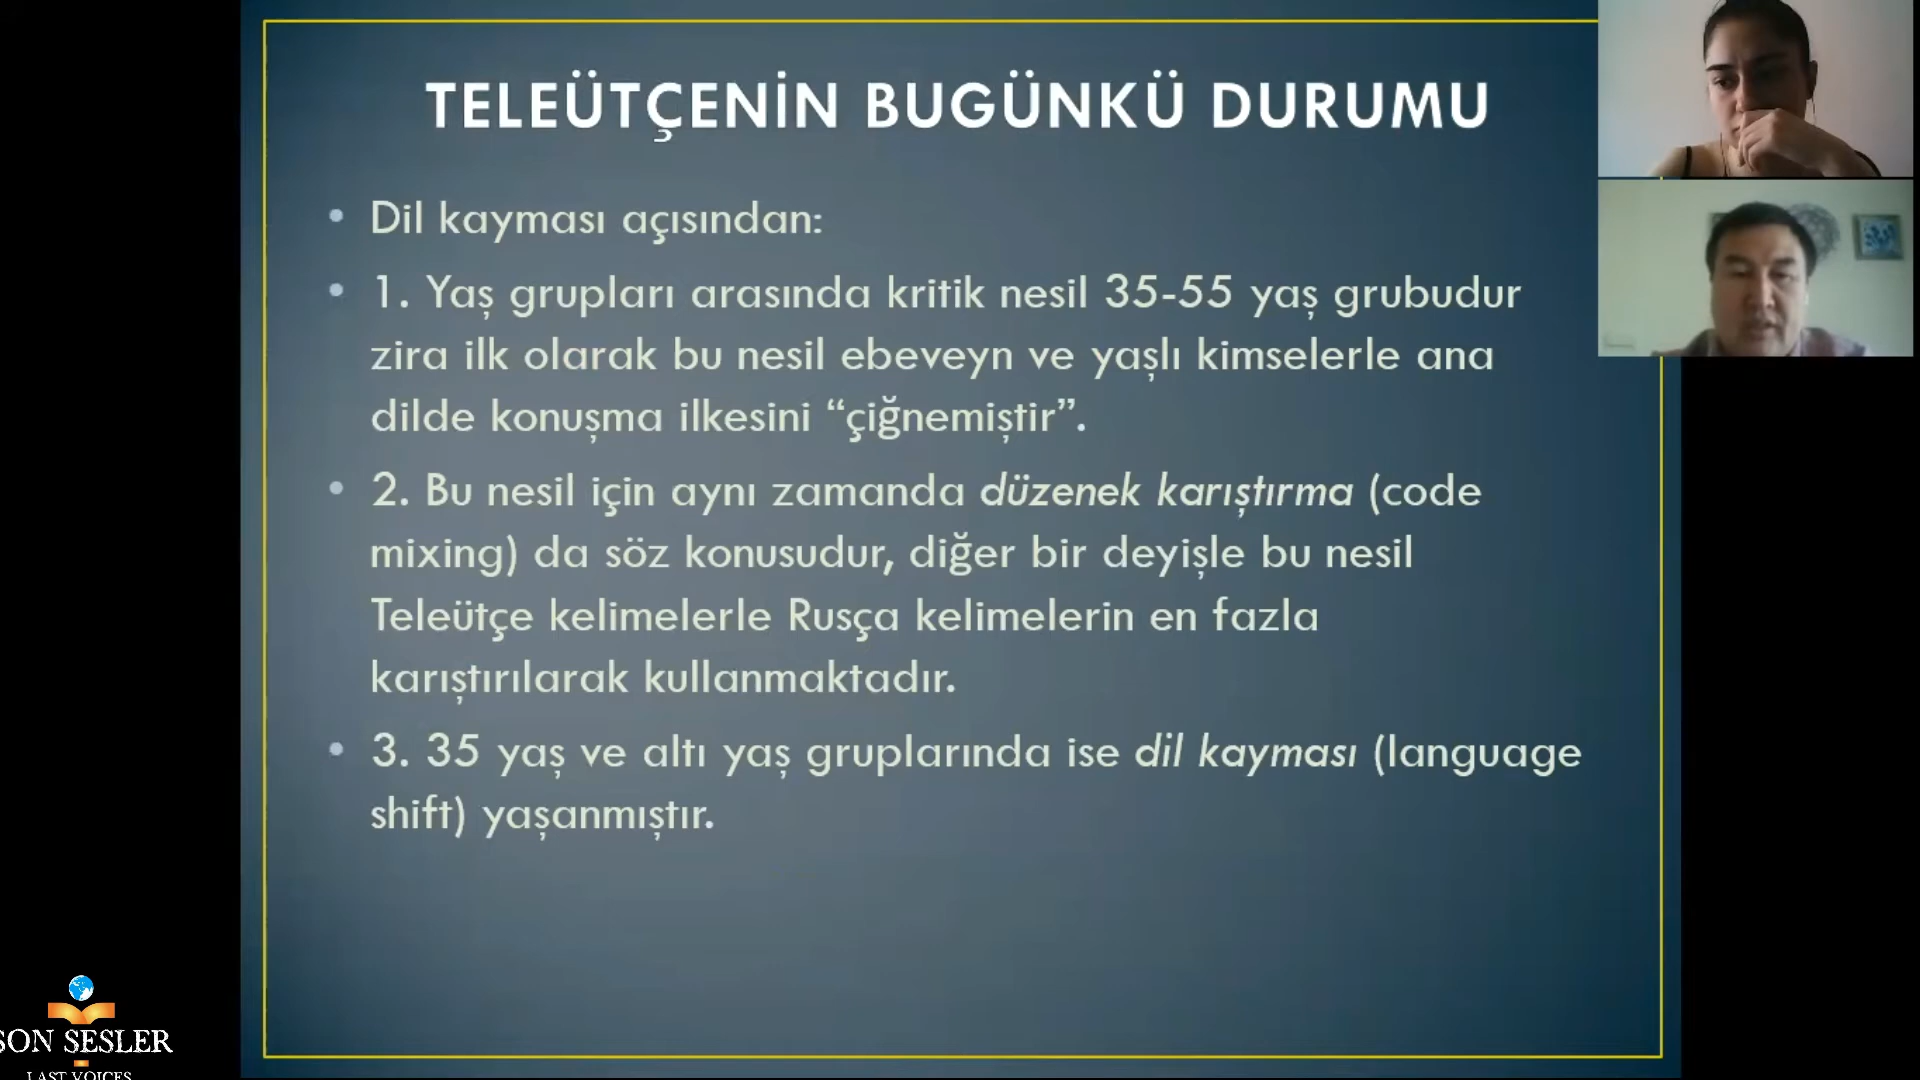 TELEÜTÇENİN BUGÜNKÜ DURUMU
• Dil kayması açısından:
• 1. Yaş grupları arasında kritik nesil 35-55 yaş grubudur
zira ilk olarak bu nesil ebeveyn ve yaşlı kimselerle ana
dilde konuşma ilkesini “çiğnemiştir”.
• 2. Bu nesil için aynı zamanda düzenek karıştırma (code
mixing) da söz konusudur, diğer bir deyişle bu nesil
Teleütçe kelimelerle Rusça kelimelerin en fazla
karıştırılarak kullanmaktadır.
• 3. 35 yaş ve altı yaş gruplarında ise dil kayması (language
shift) yaşanmıştır.
SON SESLER
LAST VOICES